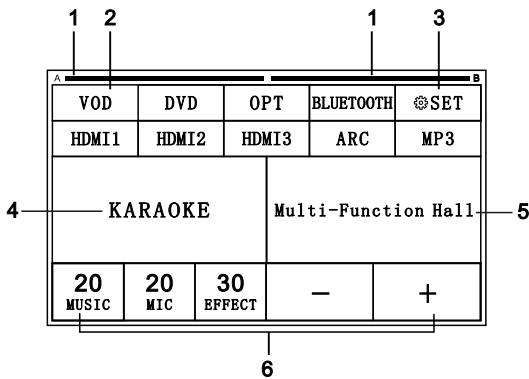 1 2 1 3
A B
VOD DVD OPT BLUETOOTH SET
HDMI1 HDMI2 HDMI3 ARC MP3
4 KARAOKE Multi-Function Hall 5
20 20 30 − +
MUSIC MIC EFFECT
6